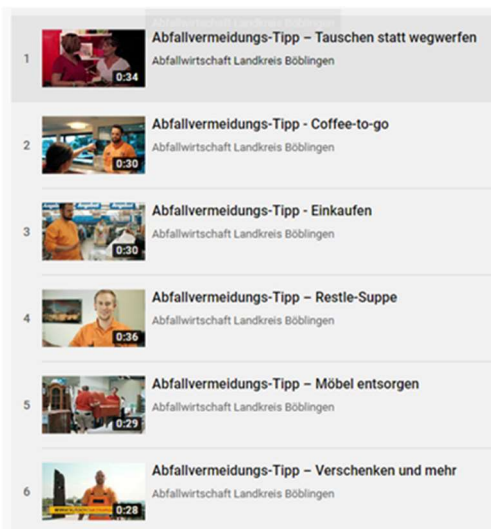 Abfallwirtschaft Landkreis Böblingen
1
Abfallvermeidungs-Tipp – Tauschen statt wegwerfen
Abfallwirtschaft Landkreis Böblingen
0:34
2
Abfallvermeidungs-Tipp - Coffee-to-go
Abfallwirtschaft Landkreis Böblingen
0:30
3
Abfallvermeidungs-Tipp - Einkaufen
Abfallwirtschaft Landkreis Böblingen
0:30
4
Abfallvermeidungs-Tipp – Restle-Suppe
Abfallwirtschaft Landkreis Böblingen
0:36
5
Abfallvermeidungs-Tipp – Möbel entsorgen
Abfallwirtschaft Landkreis Böblingen
0:29
6
Abfallvermeidungs-Tipp – Verschenken und mehr
Abfallwirtschaft Landkreis Böblingen
0:28